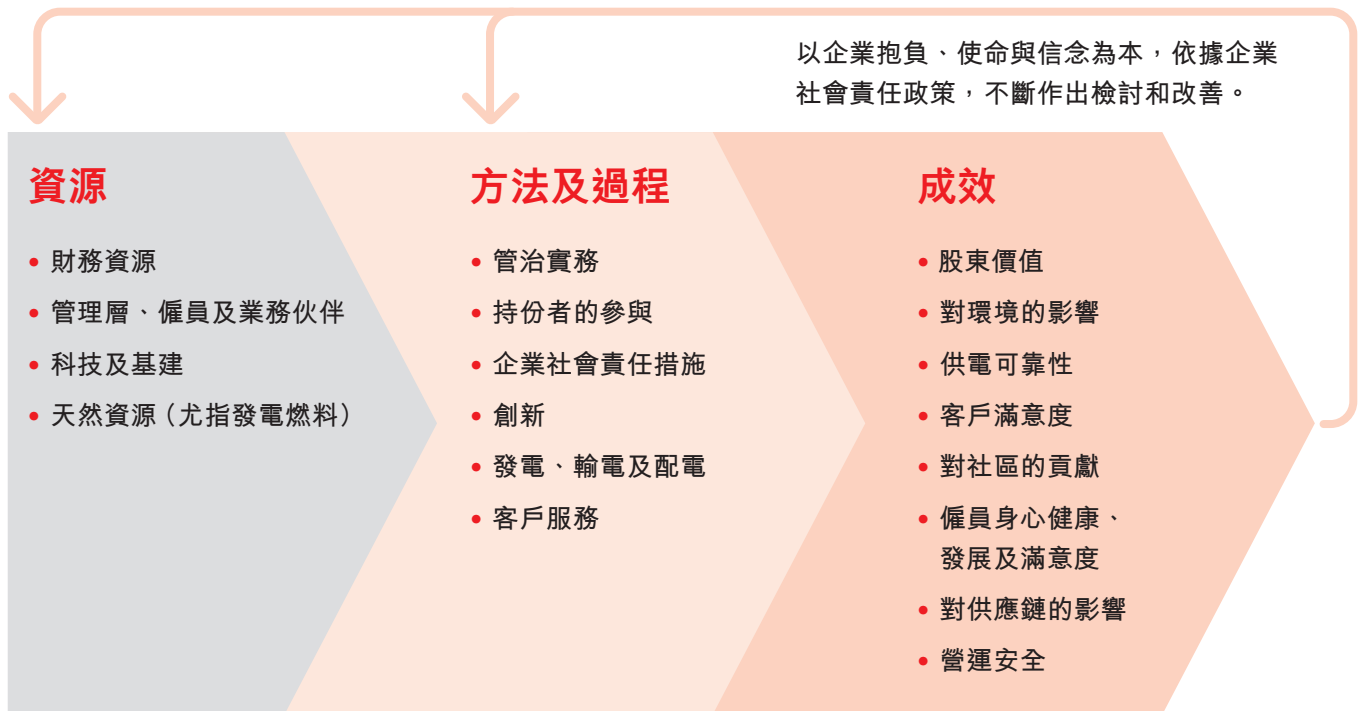 以企業抱負、使命與信念為本，依據企業
社會責任政策，不斷作出檢討和改善。
資源
• 財務資源
• 管理層、僱員及業務伙伴
• 科技及基建
• 天然資源（尤指發電燃料）
方法及過程
• 管治實務
• 持份者的參與
• 企業社會責任措施
• 創新
• 發電、輸電及配電
• 客戶服務
成效
• 股東價值
• 對環境的影響
• 供電可靠性
• 客戶滿意度
• 對社區的貢獻
• 僱員身心健康、
發展及滿意度
• 對供應鏈的影響
• 營運安全